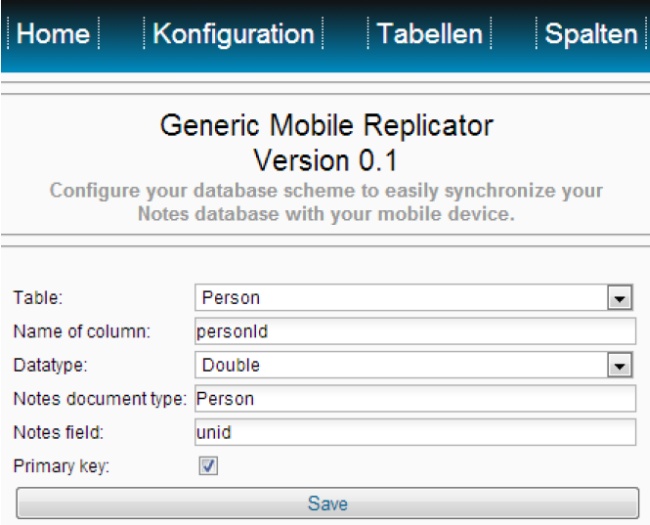 Home Konfiguration Tabellen Spalten
Generic Mobile Replicator
Version 0.1
Configure your database scheme to easily synchronize your
Notes database with your mobile device.
Table: Person
Name of column: personId
Datatype: Double
Notes document type: Person
Notes field: unid
Primary key:
Save